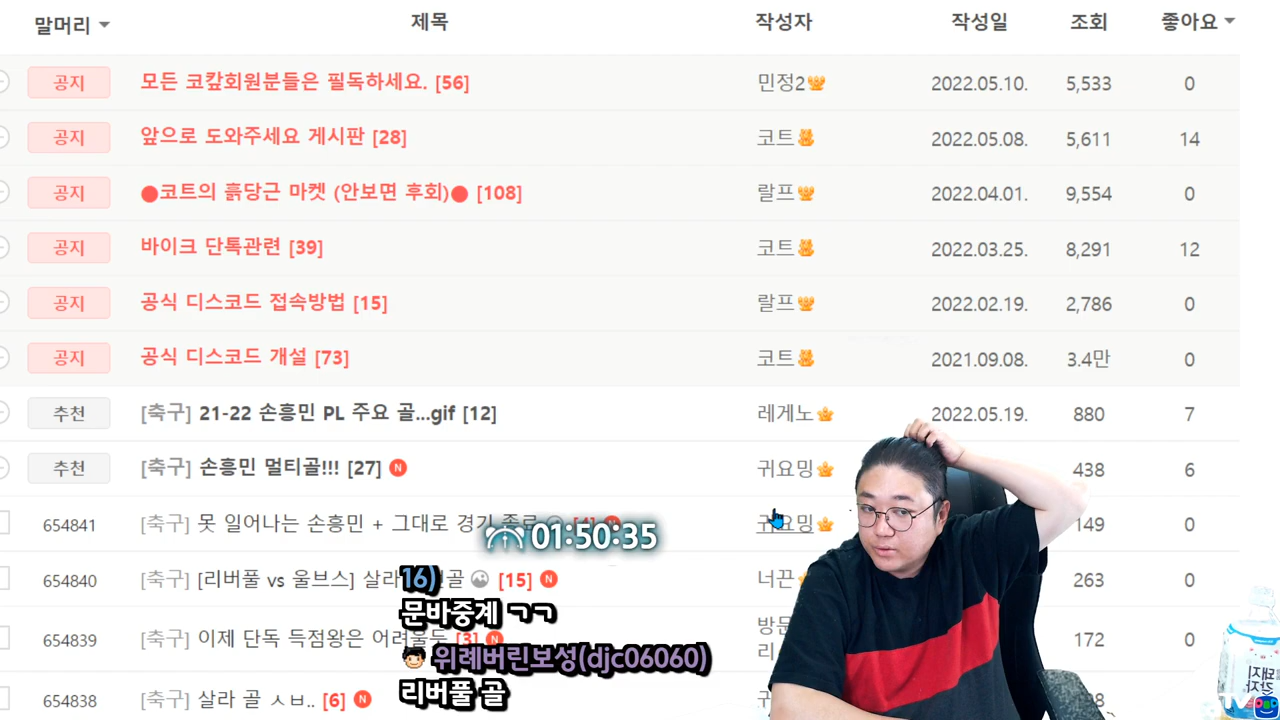 말머리 제목 작성자 작성일 조회 좋아요
공지 모든 코캎회원분들은 필독하세요. [56] 민정2 2022.05.10. 5,533 0
공지 앞으로 도와주세요 게시판 [28] 코트 2022.05.08. 5,611 14
공지 ●코트의 흙당근 마켓 (안보면 후회)● [108] 랄프 2022.04.01. 9,554 0
공지 바이크 단톡관련 [39] 코트 2022.03.25. 8,291 12
공지 공식 디스코드 접속방법 [15] 랄프 2022.02.19. 2,786 0
공지 공식 디스코드 개설 [73] 코트 2021.09.08. 3.4만 0
추천 [축구] 21-22 손흥민 PL 주요 골...gif [12] 레게노 2022.05.19. 880 7
추천 [축구] 손흥민 멀티골!!! [27] N 귀요밍 438 6
654841 [축구] 못 일어나는 손흥민 + 그대로 경기 종료 [4] 귀요밍 149 0
01:50:35
654840 [축구] [리버풀 vs 울브스] 살라 골 [15] N 너끈 263 0
16)
문바중계 ㄱㄱ
654839 [축구] 이제 단독 득점왕은 어려울듯 [3] N 방문 리 172 0
위례버린보성(djc06060)
654838 [축구] 살라 골 ㅅㅂ.. [6] N
리버풀 골
TV